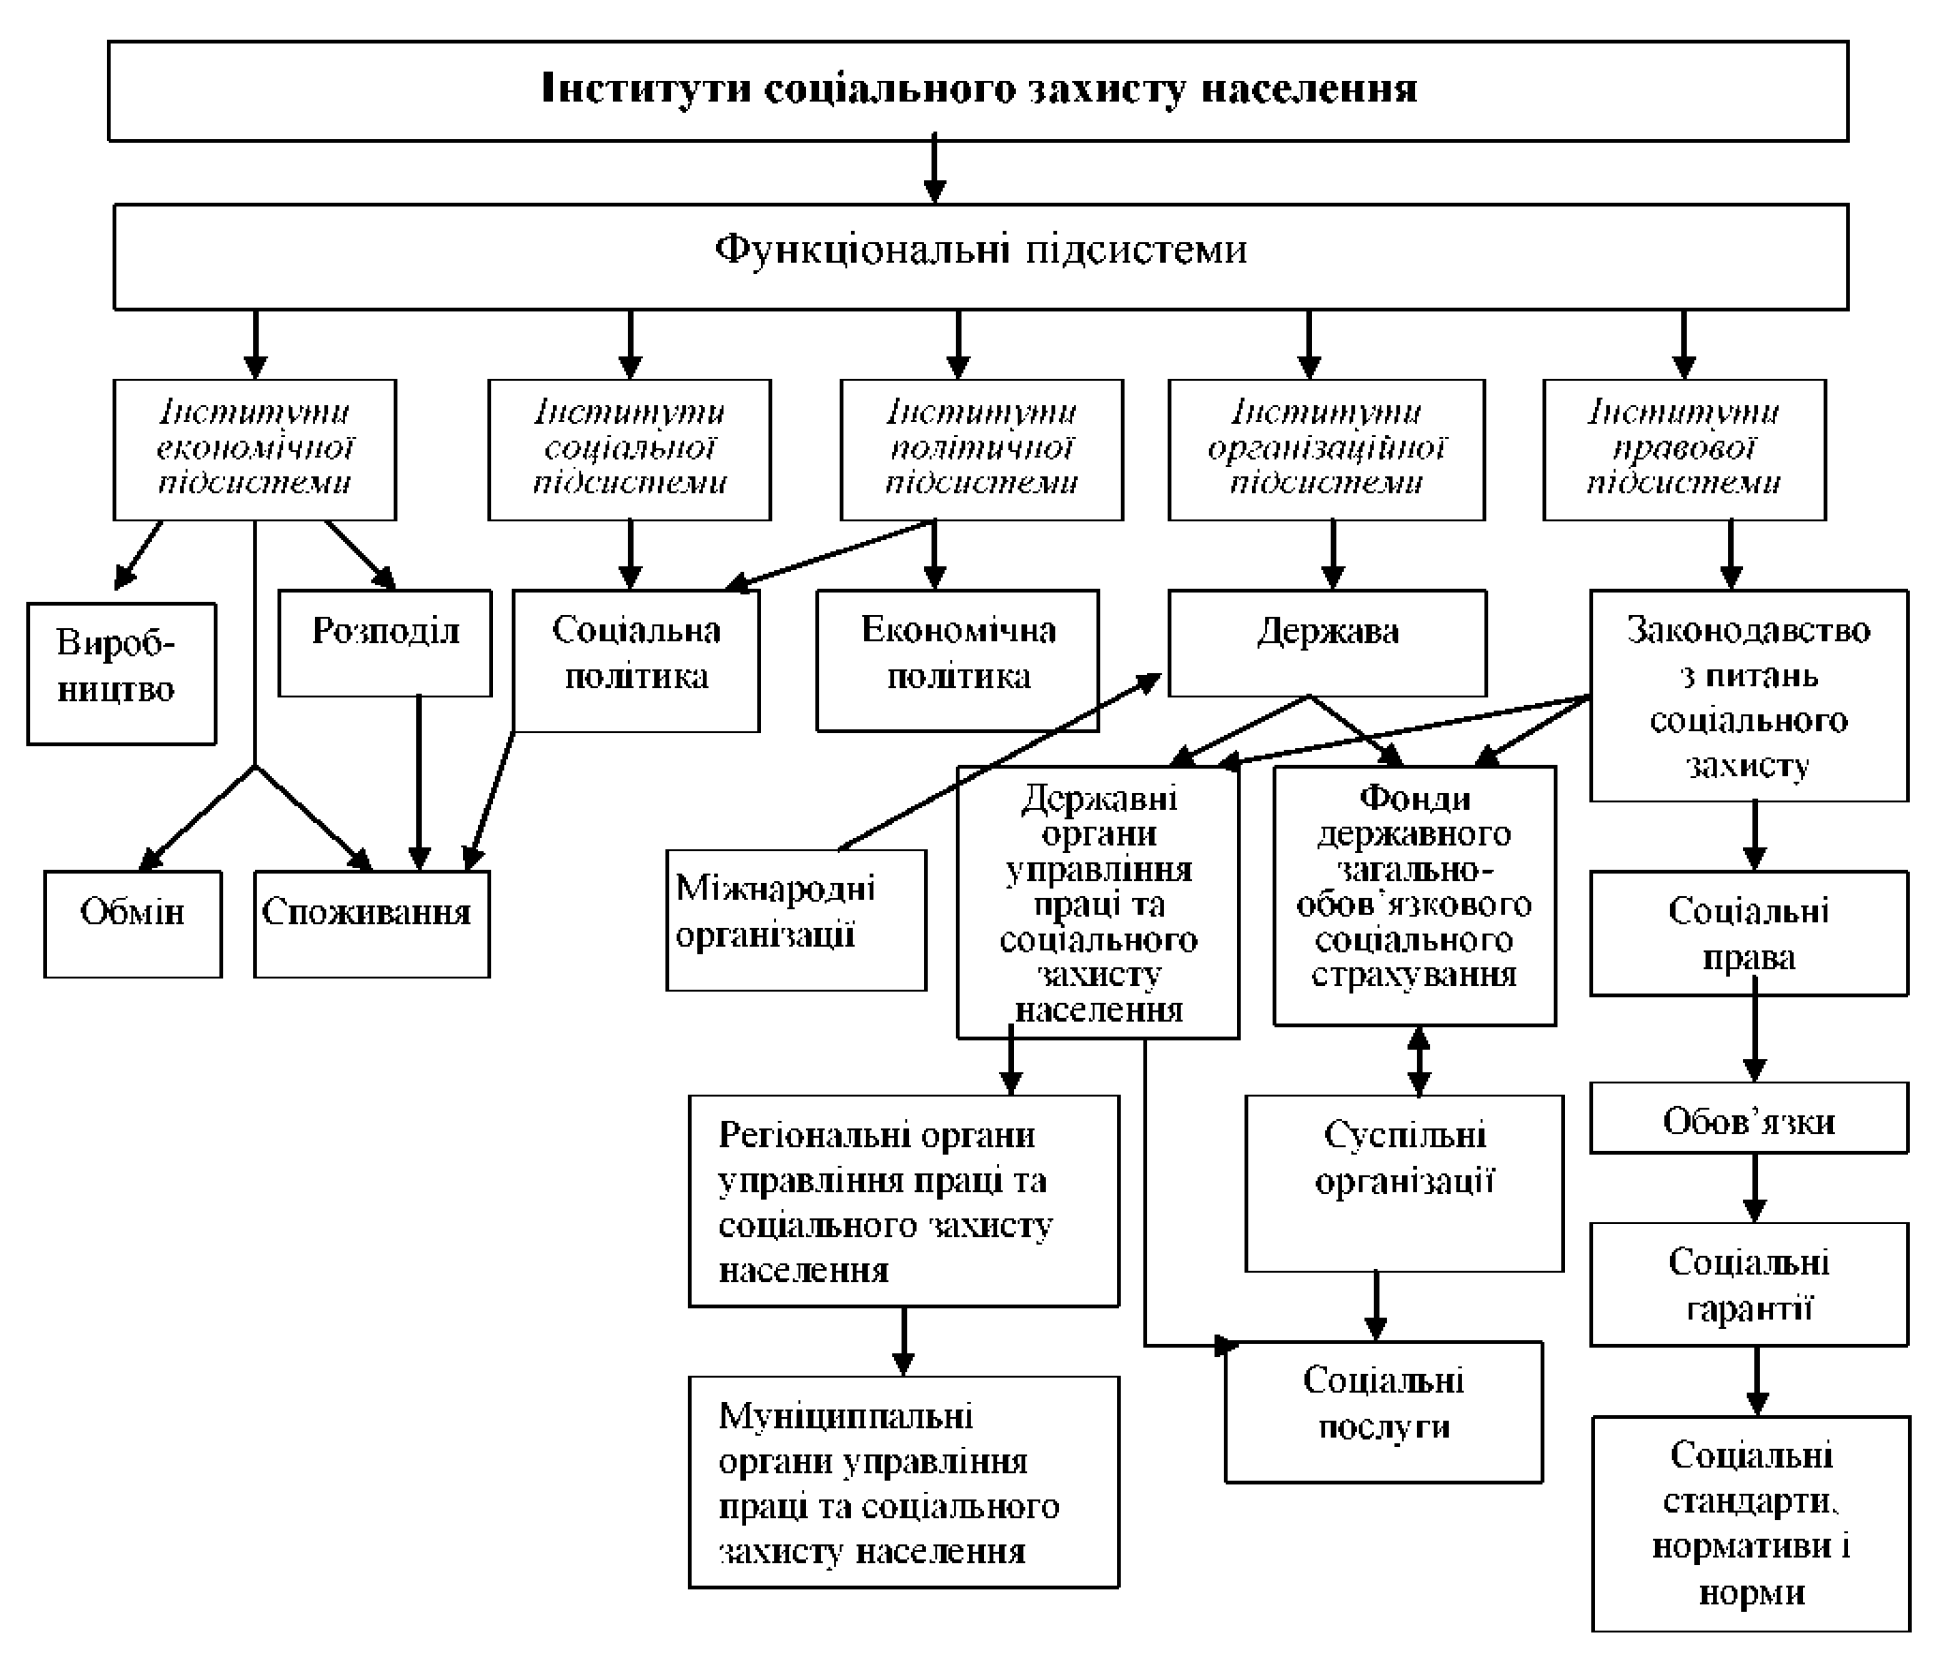 Інститути соціального захисту населення
Функціональні підсистеми
Інститути
економічної
підсистеми
Інститути
соціальної
підсистеми
Інститути
політичної
підсистеми
Інститути
організаційної
підсистеми
Інститути
правової
підсистеми
Вироб-
ництво
Розподіл
Соціальна
політика
Економічна
політика
Держава
Законодавство
з питань
соціального
захисту
Обмін
Споживання
Міжнародні
організації
Державні
органи
управління
праці та
соціального
захисту
населення
Фонди
державного
загально-
обов’язкового
соціального
страхування
Соціальні
права
Регіональні органи
управління праці та
соціального захисту
населення
Суспільні
організації
Обов’язки
Соціальні
гарантії
Муніциппальні
органи управління
праці та соціального
захисту населення
Соціальні
послуги
Соціальні
стандарти,
нормативи і
норми